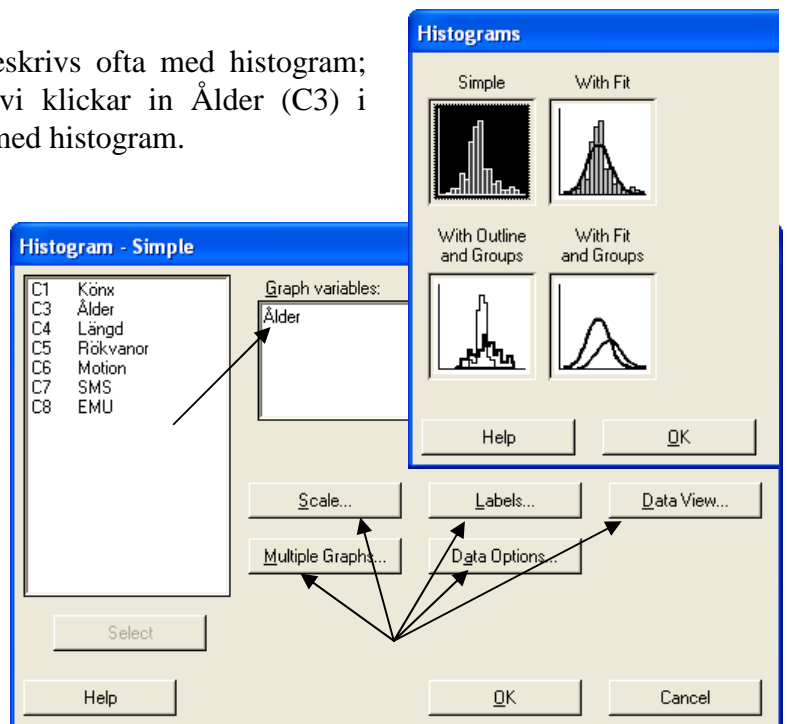 eskrivs ofta med histogram;
vi klickar in Ålder (C3) i
med histogram.
Histograms
Simple
With Fit
With Outline
and Groups
With Fit
and Groups
Help
OK
Histogram - Simple
C1 Könx
C3 Ålder
C4 Längd
C5 Rökvanor
C6 Motion
C7 SMS
C8 EMU
Graph variables:
Ålder
Scale...
Labels...
Data View...
Multiple Graphs...
Data Options...
Select
Help
OK
Cancel